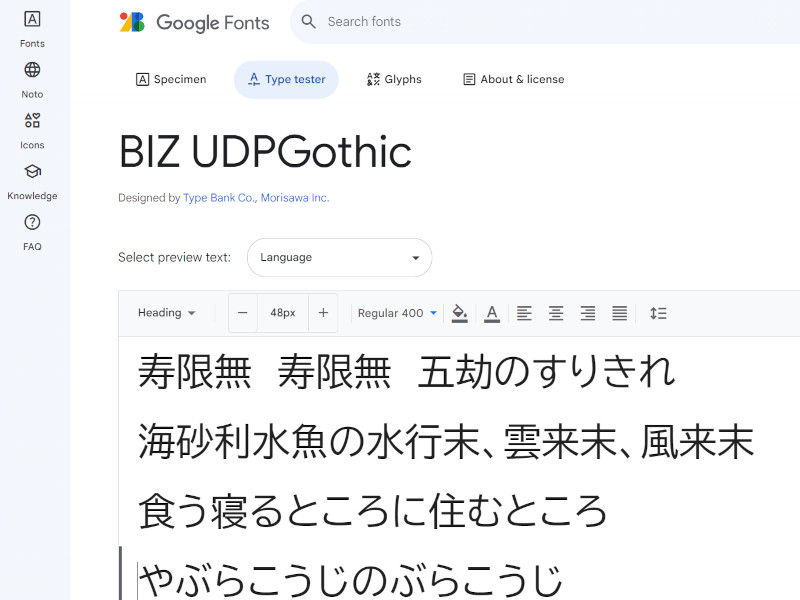 Fonts
Noto
Icons
Knowledge
FAQ
Google Fonts
Search fonts
Specimen
Type tester
Glyphs
About & license
BIZ UDPGothic
Designed by Type Bank Co., Morisawa Inc.
Select preview text:
Language
Heading
48px
Regular 400
寿限無　寿限無　五劫のすりきれ
海砂利水魚の水行末、雲来末、風来末
食う寝るところに住むところ
やぶらこうじのぶらこうじ